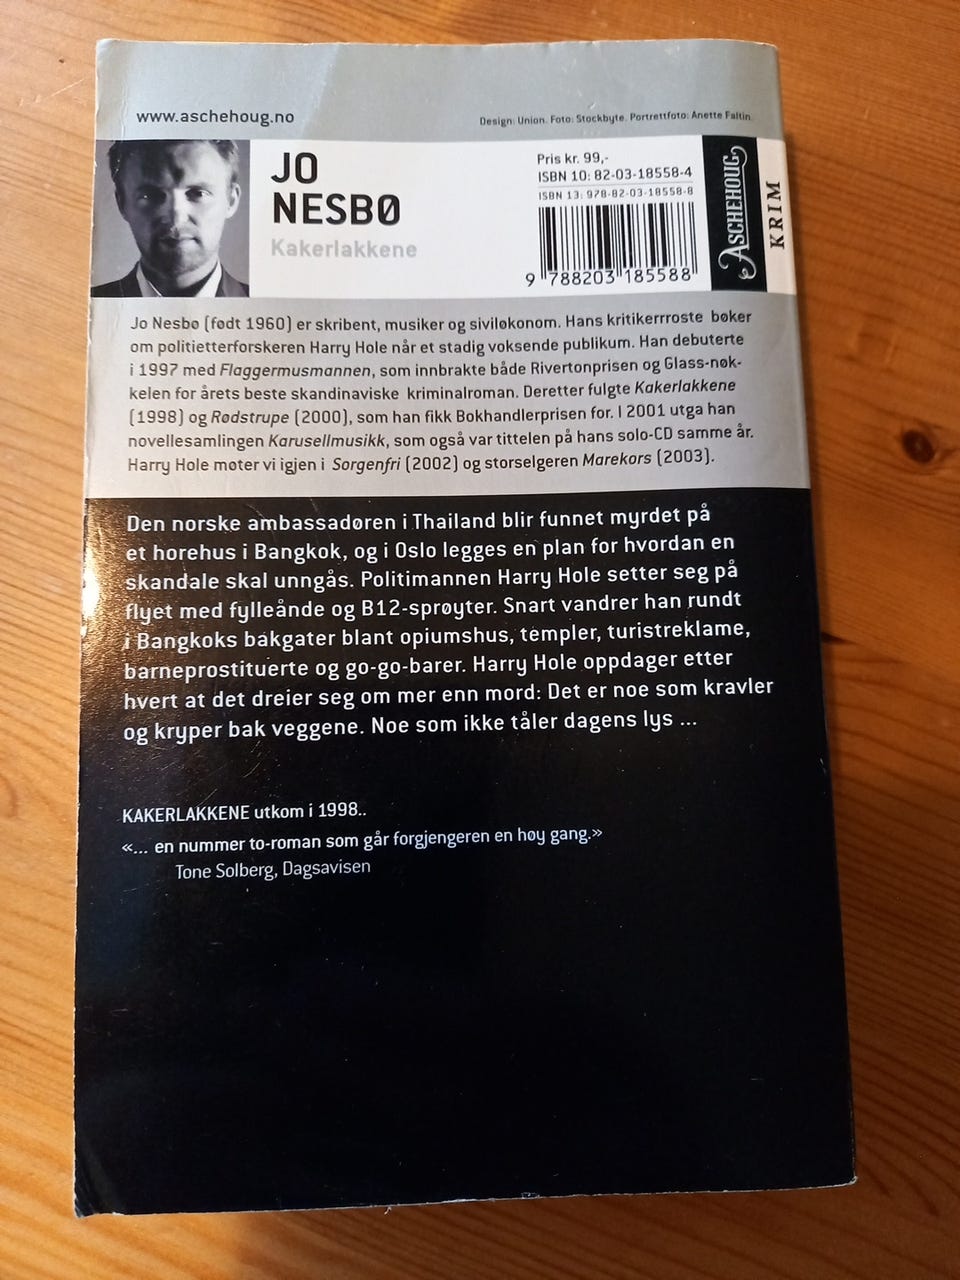 www.aschehoug.no
Design: Union. Foto: Stockbyte. Portrettfoto: Anette Faltin.
JO
NESBØ
Kakerlakkene
Pris kr. 99,-
ISBN 10: 82-03-18558-4
ISBN 13: 978-82-03-18558-8
9 788203 185588
ASCHEHOUG
KRIM
Jo Nesbø (født 1960) er skribent, musiker og siviløkonom. Hans kritikerrroste bøker
om politietterforskeren Harry Hole når et stadig voksende publikum. Han debuterte
i 1997 med Flaggermusmannen, som innbrakte både Rivertonprisen og Glass-nøk-
kelen for årets beste skandinaviske kriminalroman. Deretter fulgte Kakerlakkene
(1998) og Rødstrupe (2000), som han fikk Bokhandlerprisen for. I 2001 utga han
novellesamlingen Karusellmusikk, som også var tittelen på hans solo-CD samme år.
Harry Hole møter vi igjen i Sorgenfri (2002) og storselgeren Marekors (2003).
Den norske ambassadøren i Thailand blir funnet myrdet på
et horehus i Bangkok, og i Oslo legges en plan for hvordan en
skandale skal unngås. Politimannen Harry Hole setter seg på
flyet med fylleånde og B12-sprøyter. Snart vandrer han rundt
i Bangkoks bakgater blant opiumshus, templer, turistreklame,
barneprostituerte og go-go-barer. Harry Hole oppdager etter
hvert at det dreier seg om mer enn mord: Det er noe som kravler
og kryper bak veggene. Noe som ikke tåler dagens lys ...
KAKERLAKKENE utkom i 1998..
«... en nummer to-roman som går forgjengeren en høy gang.»
Tone Solberg, Dagsavisen